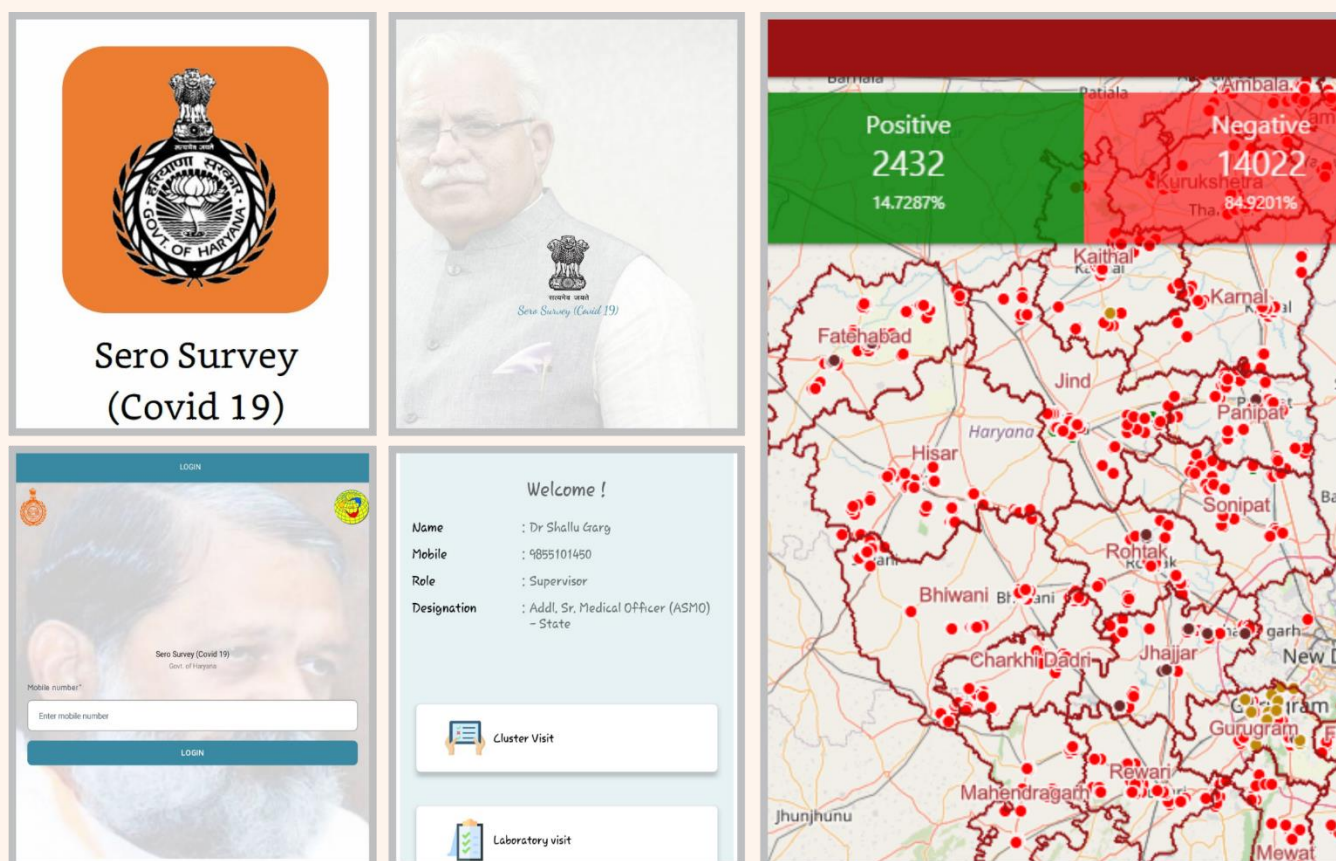 सत्यमेव जयते
हरियाणा सरकार
GOVT. OF HARYANA
Sero Survey
(Covid 19)
सत्यमेव जयते
Sero Survey (Covid 19)
LOGIN
Sero Survey (Covid 19)
Govt. of Haryana
Mobile number*
Enter mobile number
LOGIN
Welcome !
Name : Dr Shallu Garg
Mobile : 9855101450
Role : Supervisor
Designation : Addl. Sr. Medical Officer (ASMO)
- State
Cluster Visit
Laboratory visit
Barnala
Patiala
Ambala
Positive
2432
14.7287%
Negative
14022
84.9201%
Kurukshetra
Kaithal
Karnal
Fatehabad
Jind
Panipat
Haryana
Hisar
Sonipat
Rohtak
Bhiwani
Charkhi Dadri
Jhajjar
New D
Gurugram
Rewari
Mahendragarh
Jhunjhunu
Mewat